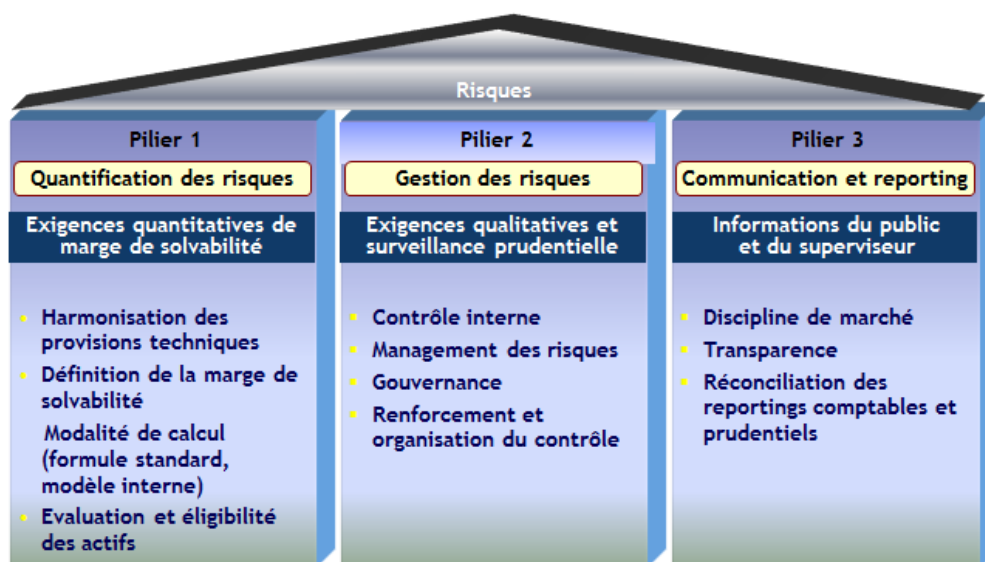 Risques
Pilier 1
Quantification des risques
Exigences quantitatives de
marge de solvabilité
Harmonisation des
provisions techniques
Définition de la marge de
solvabilité
Modalité de calcul
(formule standard,
modèle interne)
Evaluation et éligibilité
des actifs
Pilier 2
Gestion des risques
Exigences qualitatives et
surveillance prudentielle
Contrôle interne
Management des risques
Gouvernance
Renforcement et
organisation du contrôle
Pilier 3
Communication et reporting
Informations du public
et du superviseur
Discipline de marché
Transparence
Réconciliation des
reportings comptables et
prudentiels